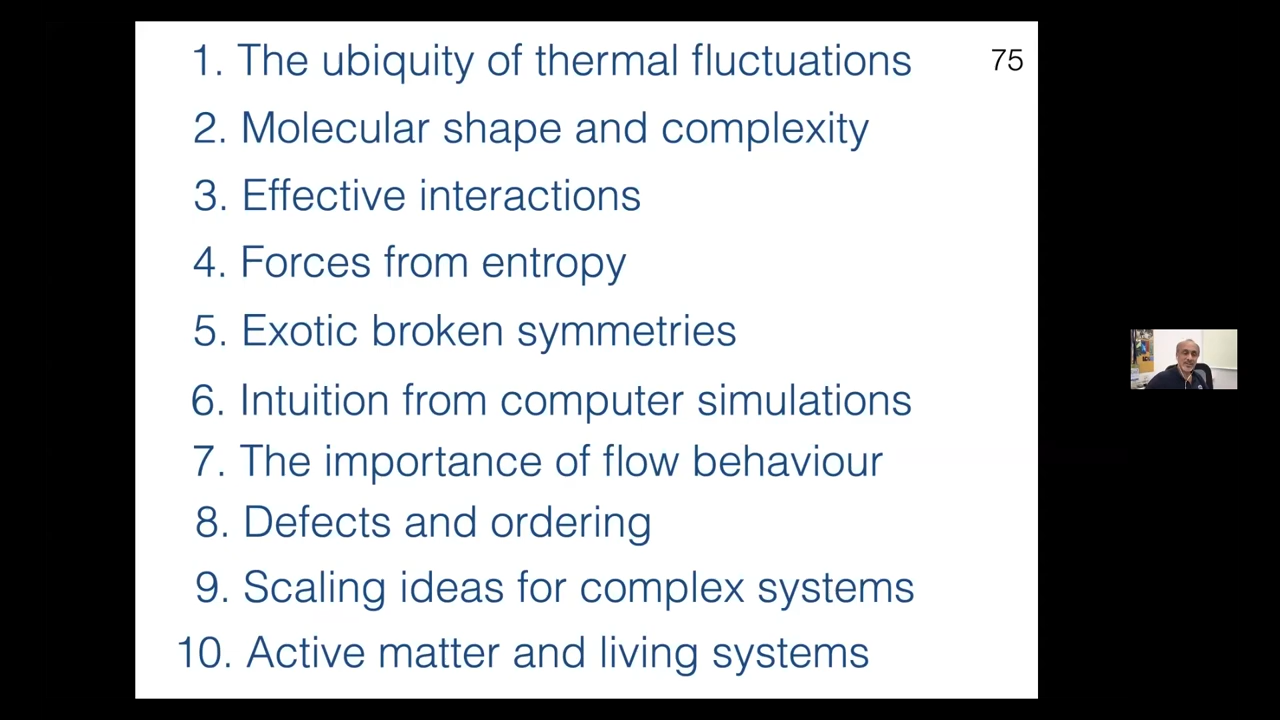 1. The ubiquity of thermal fluctuations
75
2. Molecular shape and complexity
3. Effective interactions
4. Forces from entropy
5. Exotic broken symmetries
6. Intuition from computer simulations
7. The importance of flow behaviour
8. Defects and ordering
9. Scaling ideas for complex systems
10. Active matter and living systems